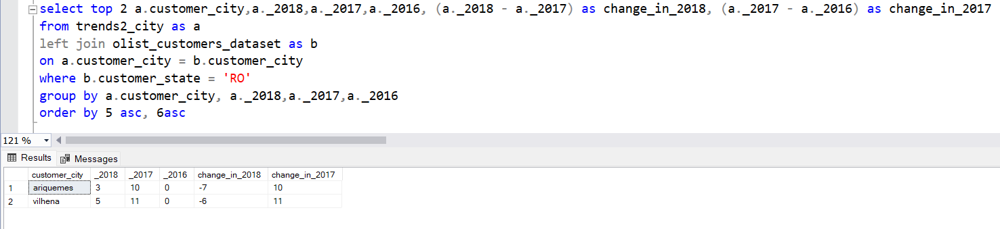 select top 2 a.customer_city,a._2018,a._2017,a._2016, (a._2018 - a._2017) as change_in_2018, (a._2017 - a._2016) as change_in_2017
from trends2_city as a
left join olist_customers_dataset as b
on a.customer_city = b.customer_city
where b.customer_state = 'RO'
group by a.customer_city, a._2018,a._2017,a._2016
order by 5 asc, 6asc
121 %
Results Messages
customer_city _2018 _2017 _2016 change_in_2018 change_in_2017
1 ariquemes 3 10 0 -7 10
2 vilhena 5 11 0 -6 11